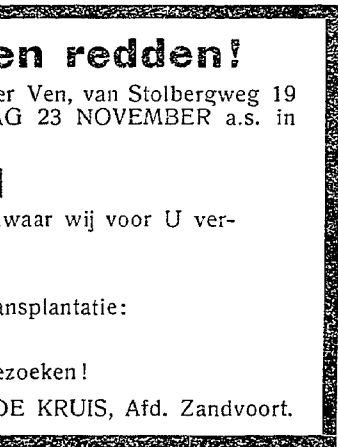 en redden!
er Ven, van Stolbergweg 19
AG 23 NOVEMBER a.s. in
waar wij voor U ver-
ansplantatie:
ezoeken!
DE KRUIS, Afd. Zandvoort.